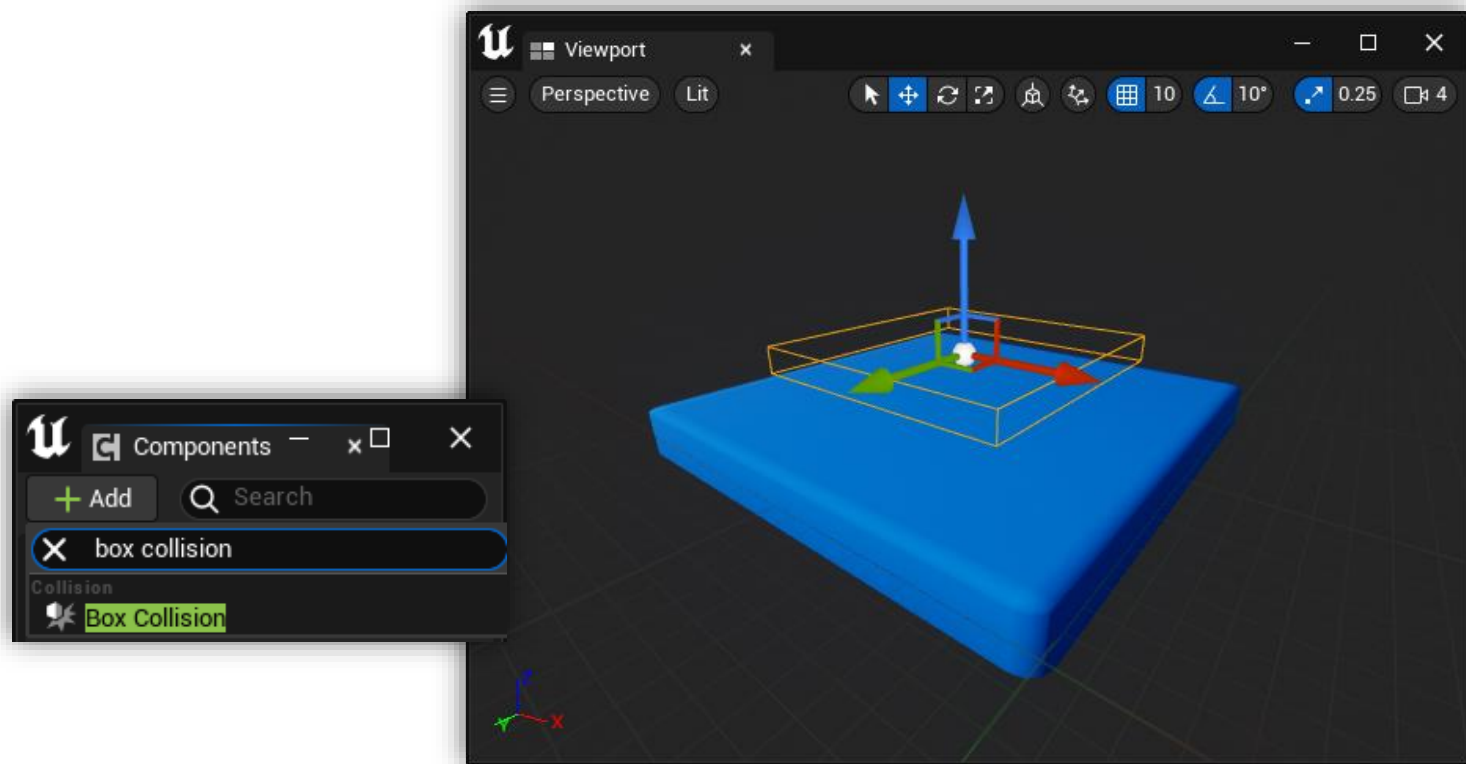 Viewport
Perspective
Lit
10
10°
0.25
4
Z
X
Y
Components
Add
Search
box collision
Collision
Box Collision